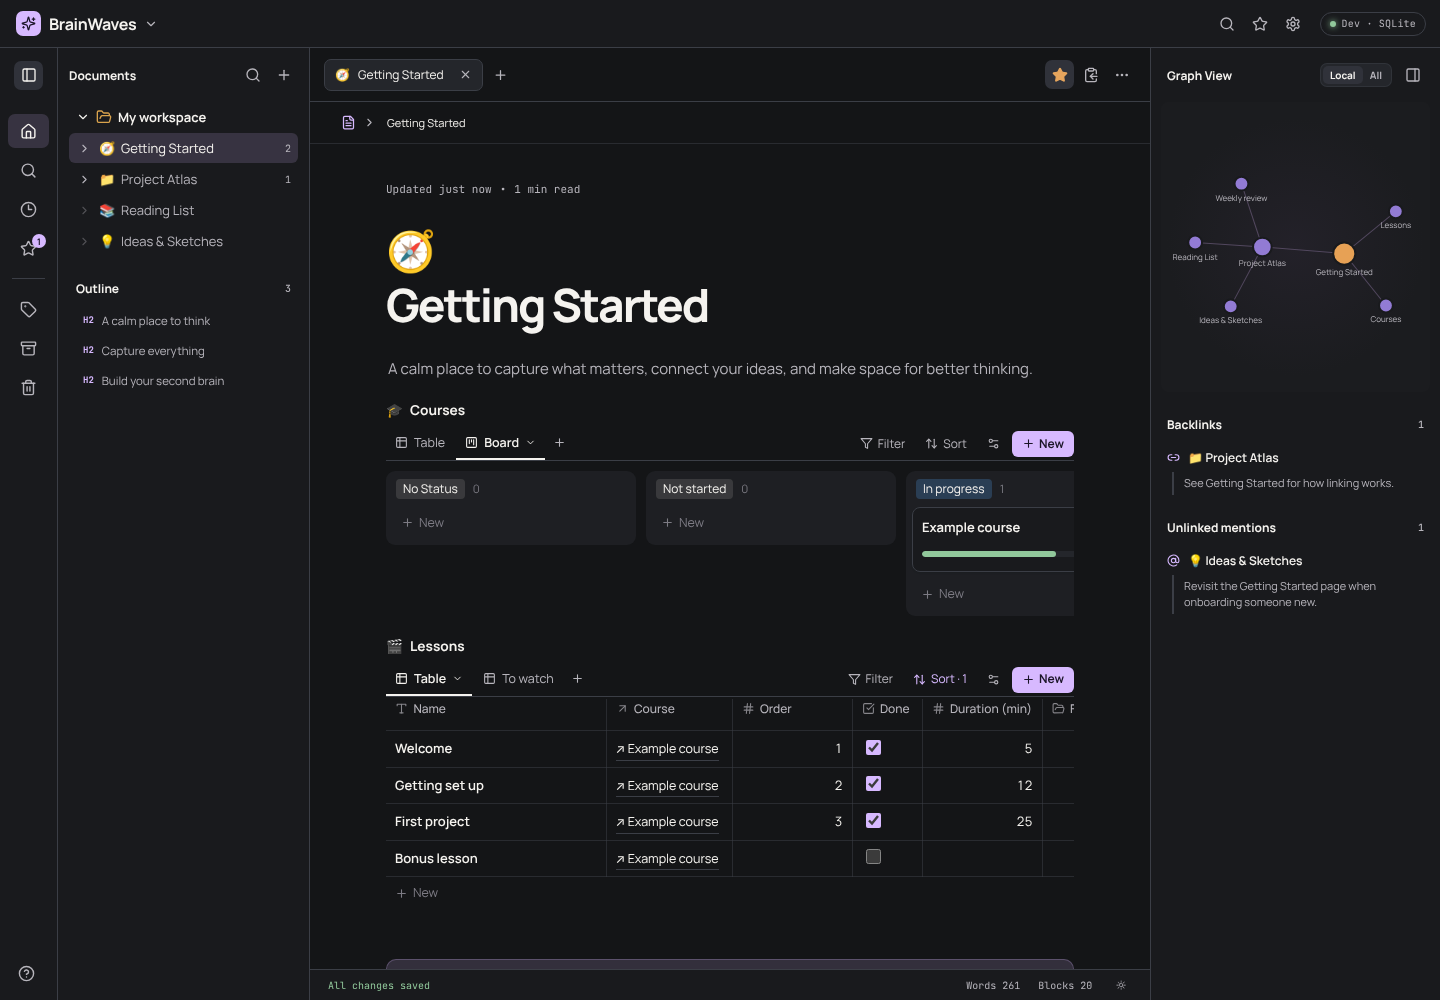 BrainWaves
Dev · SQLite
Documents
My workspace
Getting Started 2
Project Atlas 1
Reading List
Ideas & Sketches
1
Outline 3
H2 A calm place to think
H2 Capture everything
H2 Build your second brain
Getting Started
Getting Started
Updated just now • 1 min read
Getting Started
A calm place to capture what matters, connect your ideas, and make space for better thinking.
Courses
Table Board Filter Sort New
No Status 0
New
Not started 0
New
In progress 1
Example course
New
Lessons
Table To watch Filter Sort · 1 New
Name Course Order Done Duration (min)
Welcome ↗ Example course 1 5
Getting set up ↗ Example course 2 12
First project ↗ Example course 3 25
Bonus lesson ↗ Example course
New
All changes saved Words 261 Blocks 20
Graph View Local All
Weekly review
Lessons
Reading List
Project Atlas
Getting Started
Ideas & Sketches
Courses
Backlinks 1
Project Atlas
See Getting Started for how linking works.
Unlinked mentions 1
Ideas & Sketches
Revisit the Getting Started page when
onboarding someone new.